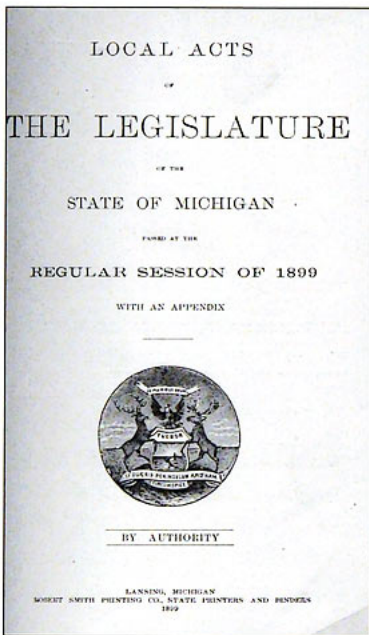 LOCAL ACTS
OF
THE LEGISLATURE
OF THE
STATE OF MICHIGAN
PASSED AT THE
REGULAR SESSION OF 1899
WITH AN APPENDIX
TUEBOR
BY AUTHORITY
LANSING, MICHIGAN
ROBERT SMITH PRINTING CO., STATE PRINTERS AND BINDERS
1899